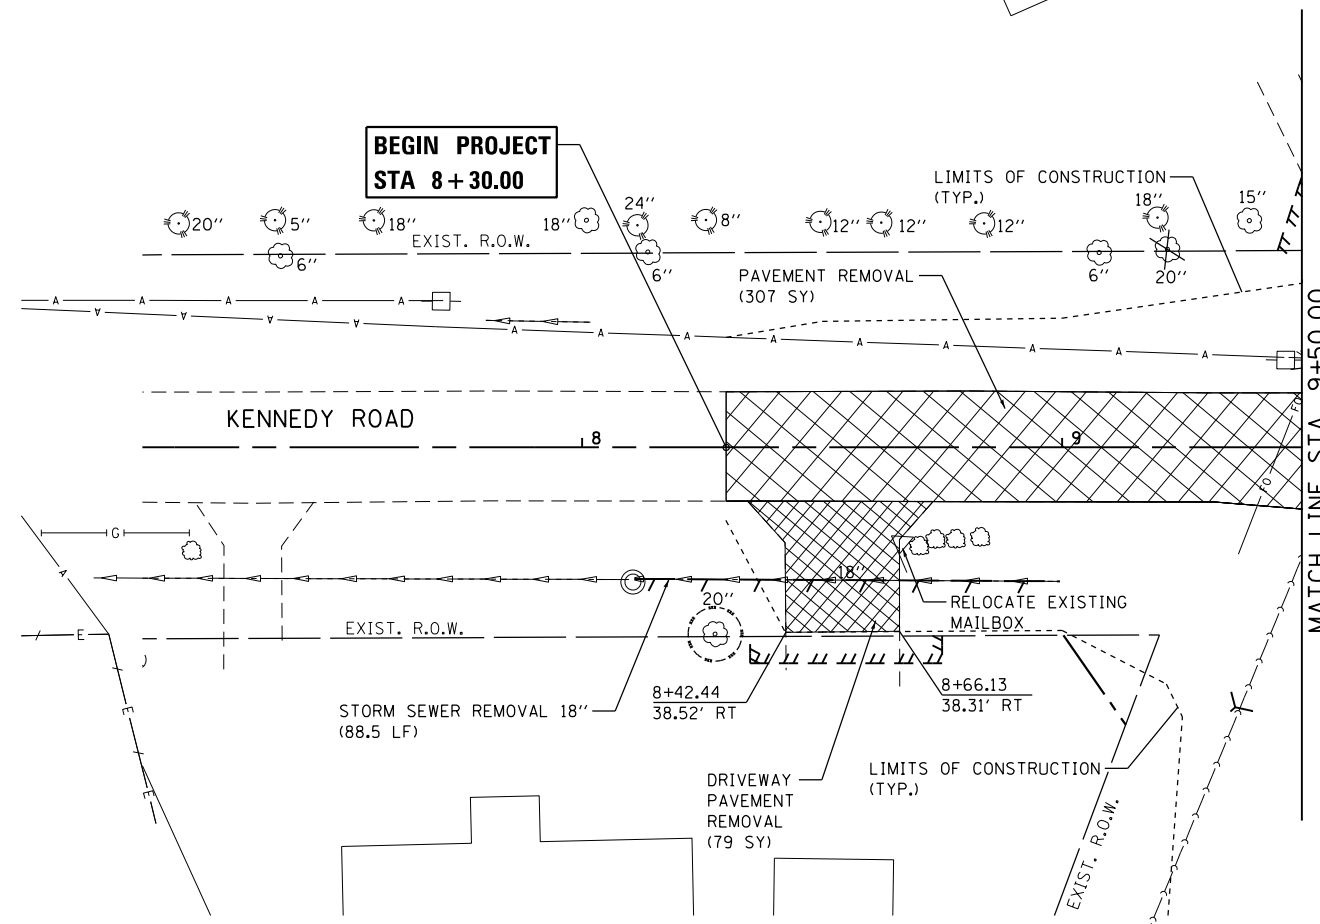 BEGIN PROJECT
STA 8+30.00
LIMITS OF CONSTRUCTION
(TYP.)
20"
5"
18"
18"
24"
8"
12"
12"
12"
18"
15"
EXIST. R.O.W.
6"
6"
6"
20"
PAVEMENT REMOVAL
(307 SY)
A A A A A
A A A A A A A A A A A A A
KENNEDY ROAD
8
9
MATCH LINE STA 9+50.00
FO
FO
G
A
18"
20"
RELOCATE EXISTING
MAILBOX
E
EXIST. R.O.W.
8+42.44
38.52' RT
8+66.13
38.31' RT
STORM SEWER REMOVAL 18"
(88.5 LF)
E
E
E
DRIVEWAY
PAVEMENT
REMOVAL
(79 SY)
LIMITS OF CONSTRUCTION
(TYP.)
EXIST. R.O.W.